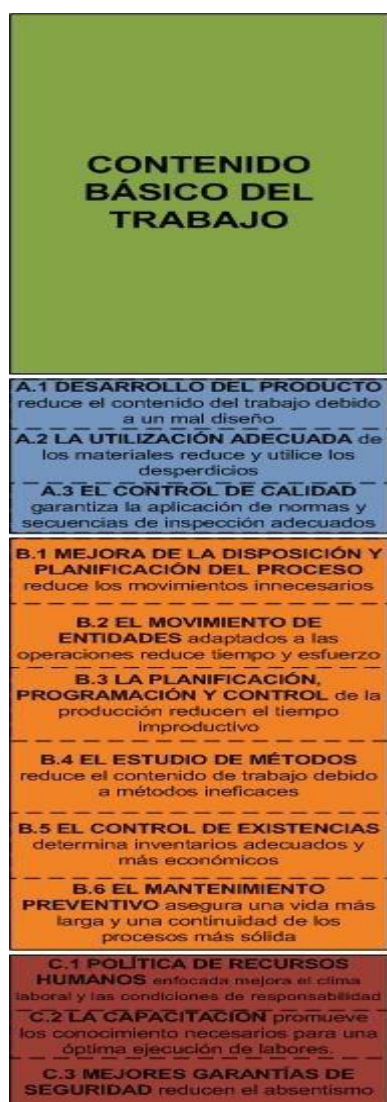 CONTENIDO
BÁSICO DEL
TRABAJO
A.1 DESARROLLO DEL PRODUCTO
reduce el contenido del trabajo debido
a un mal diseño
A.2 LA UTILIZACIÓN ADECUADA de
los materiales reduce y utilice los
desperdicios
A.3 EL CONTROL DE CALIDAD
garantiza la aplicación de normas y
secuencias de inspección adecuados
B.1 MEJORA DE LA DISPOSICIÓN Y
PLANIFICACIÓN DEL PROCESO
reduce los movimientos innecesarios
B.2 EL MOVIMIENTO DE
ENTIDADES adaptados a las
operaciones reduce tiempo y esfuerzo
B.3 LA PLANIFICACIÓN,
PROGRAMACIÓN Y CONTROL de la
producción reducen el tiempo
improductivo
B.4 EL ESTUDIO DE MÉTODOS
reduce el contenido de trabajo debido
a métodos ineficaces
B.5 EL CONTROL DE EXISTENCIAS
determina inventarios adecuados y
más económicos
B.6 EL MANTENIMIENTO
PREVENTIVO asegura una vida más
larga y una continuidad de los
procesos más sólida
C.1 POLÍTICA DE RECURSOS
HUMANOS enfocada mejora el clima
laboral y las condiciones de responsabilidad
C.2 LA CAPACITACIÓN promueve
los conocimiento necesarios para una
óptima ejecución de labores.
C.3 MEJORES GARANTÍAS DE
SEGURIDAD reducen el absentismo